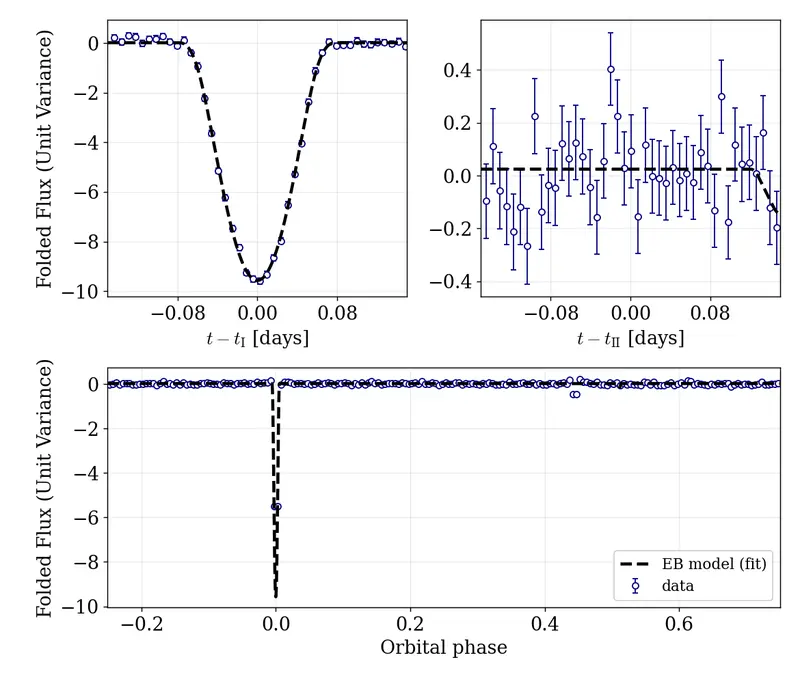 Folded Flux (Unit Variance)
0
−2
−4
−6
−8
−10
−0.08 0.00 0.08
t − t_I [days]
0.4
0.2
0.0
−0.2
−0.4
−0.08 0.00 0.08
t − t_II [days]
Folded Flux (Unit Variance)
0
−2
−4
−6
−8
−10
EB model (fit)
data
−0.2 0.0 0.2 0.4 0.6
Orbital phase